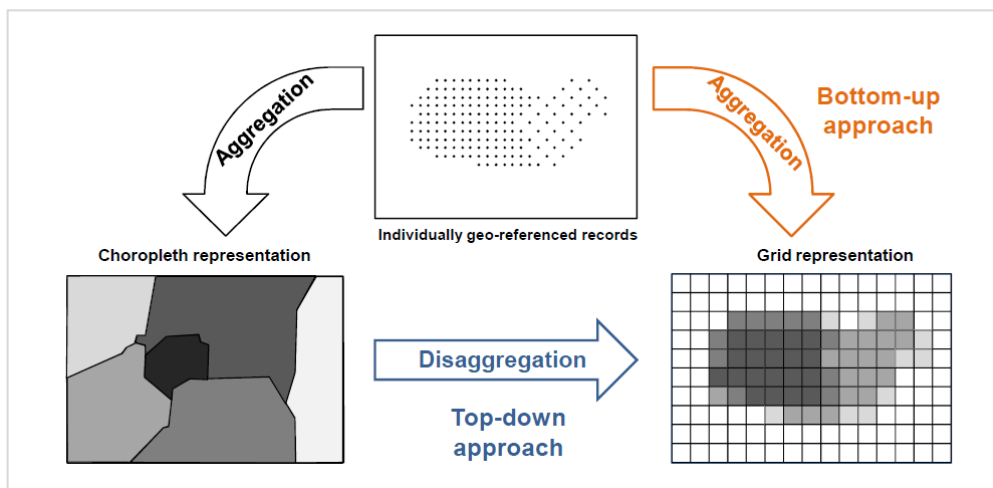 Aggregation
Aggregation
Bottom-up
approach
Individually geo-referenced records
Choropleth representation
Grid representation
Disaggregation
Top-down
approach